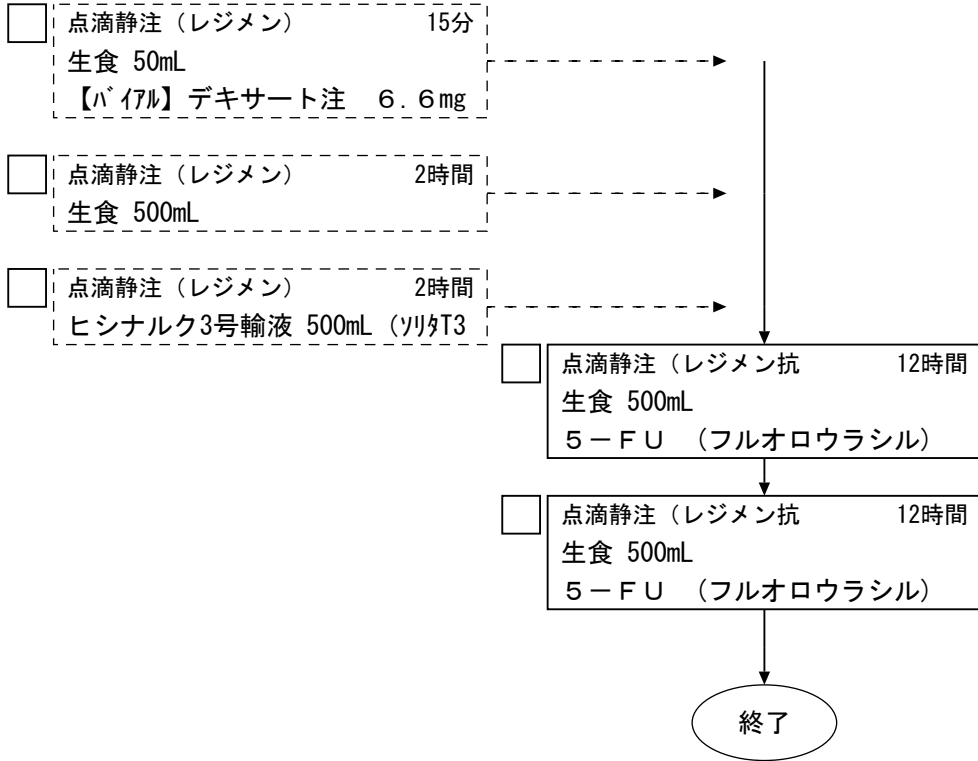 点滴静注（レジメン） 15分
生食 50mL
【ﾊﾞｲｱﾙ】デキサート注　６.６mg
点滴静注（レジメン） 2時間
生食 500mL
点滴静注（レジメン） 2時間
ヒシナルク3号輸液 500mL（ｿﾘﾀT3
点滴静注（レジメン抗 12時間
生食 500mL
５－ＦＵ　（フルオロウラシル）
点滴静注（レジメン抗 12時間
生食 500mL
５－ＦＵ　（フルオロウラシル）
終了